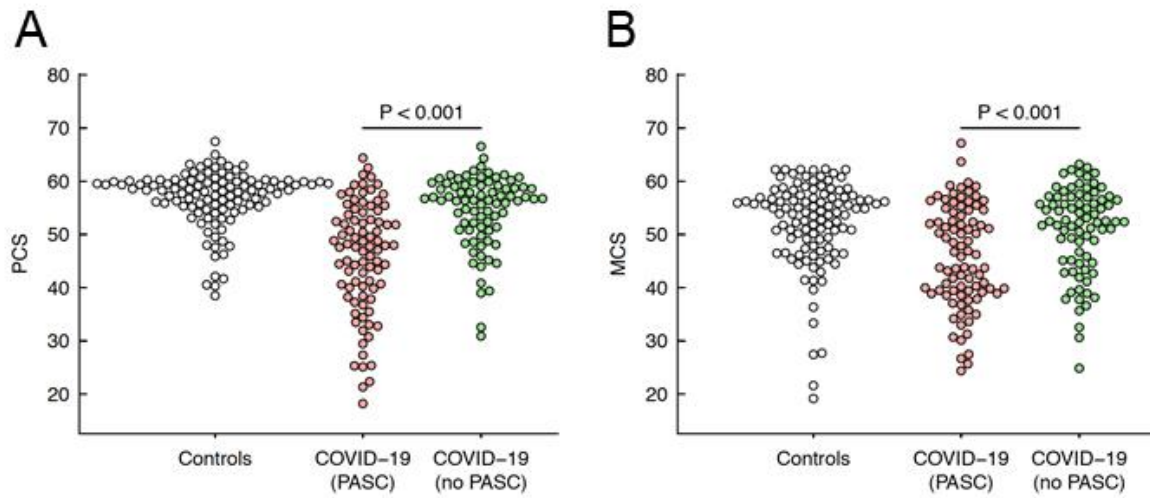 A
80
70
60
50
40
30
20
PCS
P < 0.001
Controls
COVID−19
(PASC)
COVID−19
(no PASC)
B
80
70
60
50
40
30
20
MCS
P < 0.001
Controls
COVID−19
(PASC)
COVID−19
(no PASC)